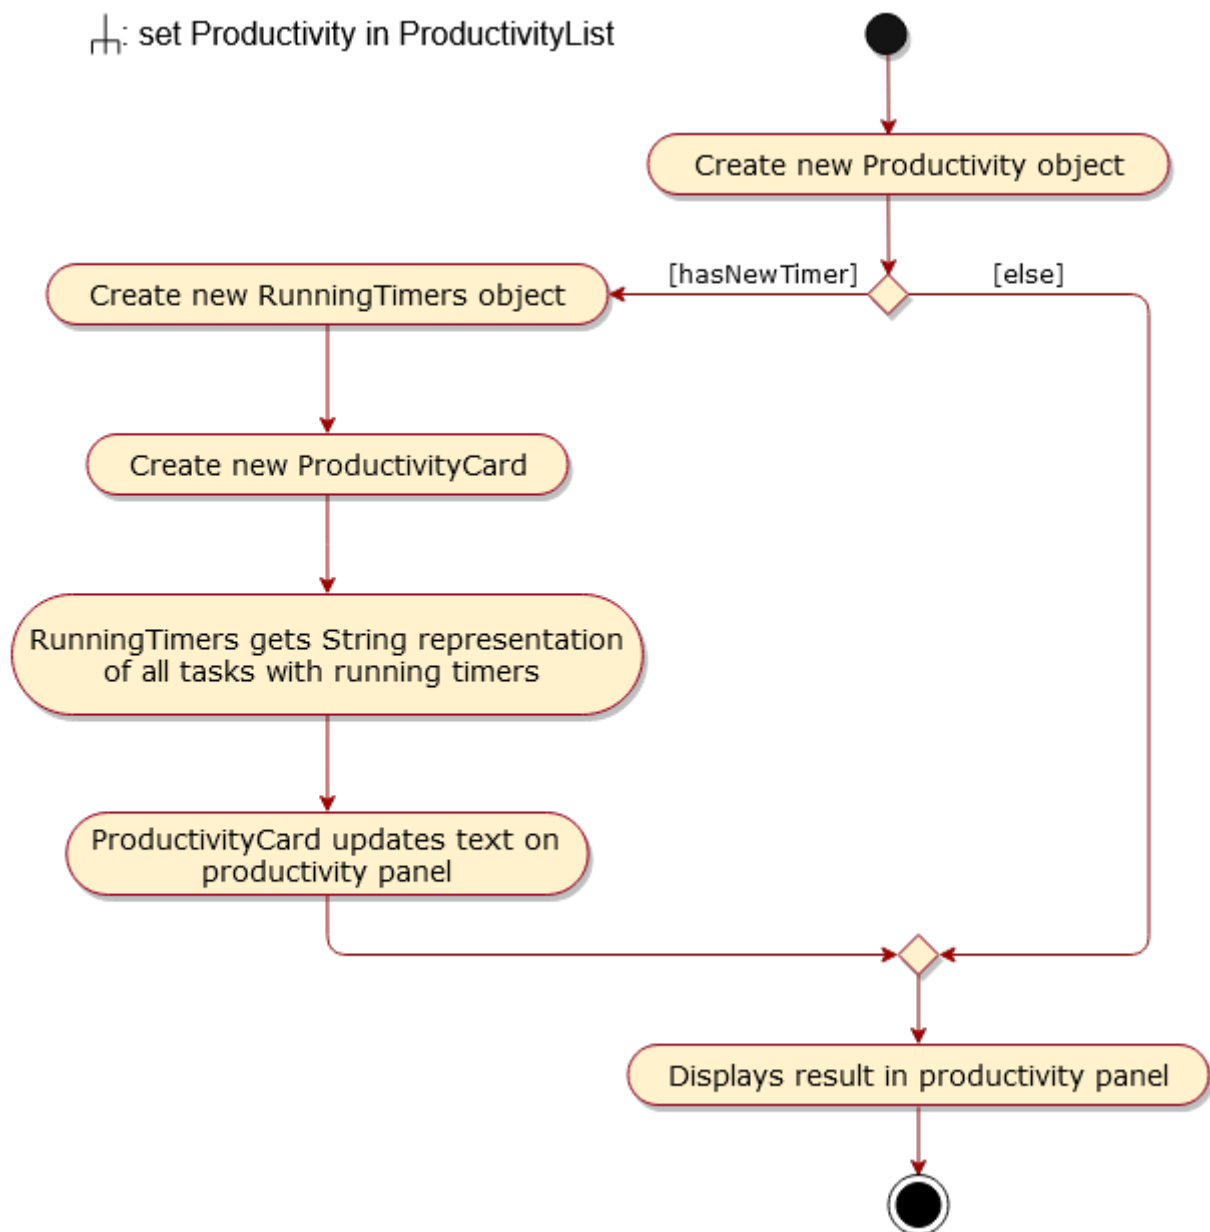 : set Productivity in ProductivityList
Create new Productivity object
[hasNewTimer]
[else]
Create new RunningTimers object
Create new ProductivityCard
RunningTimers gets String representation
of all tasks with running timers
ProductivityCard updates text on
productivity panel
Displays result in productivity panel